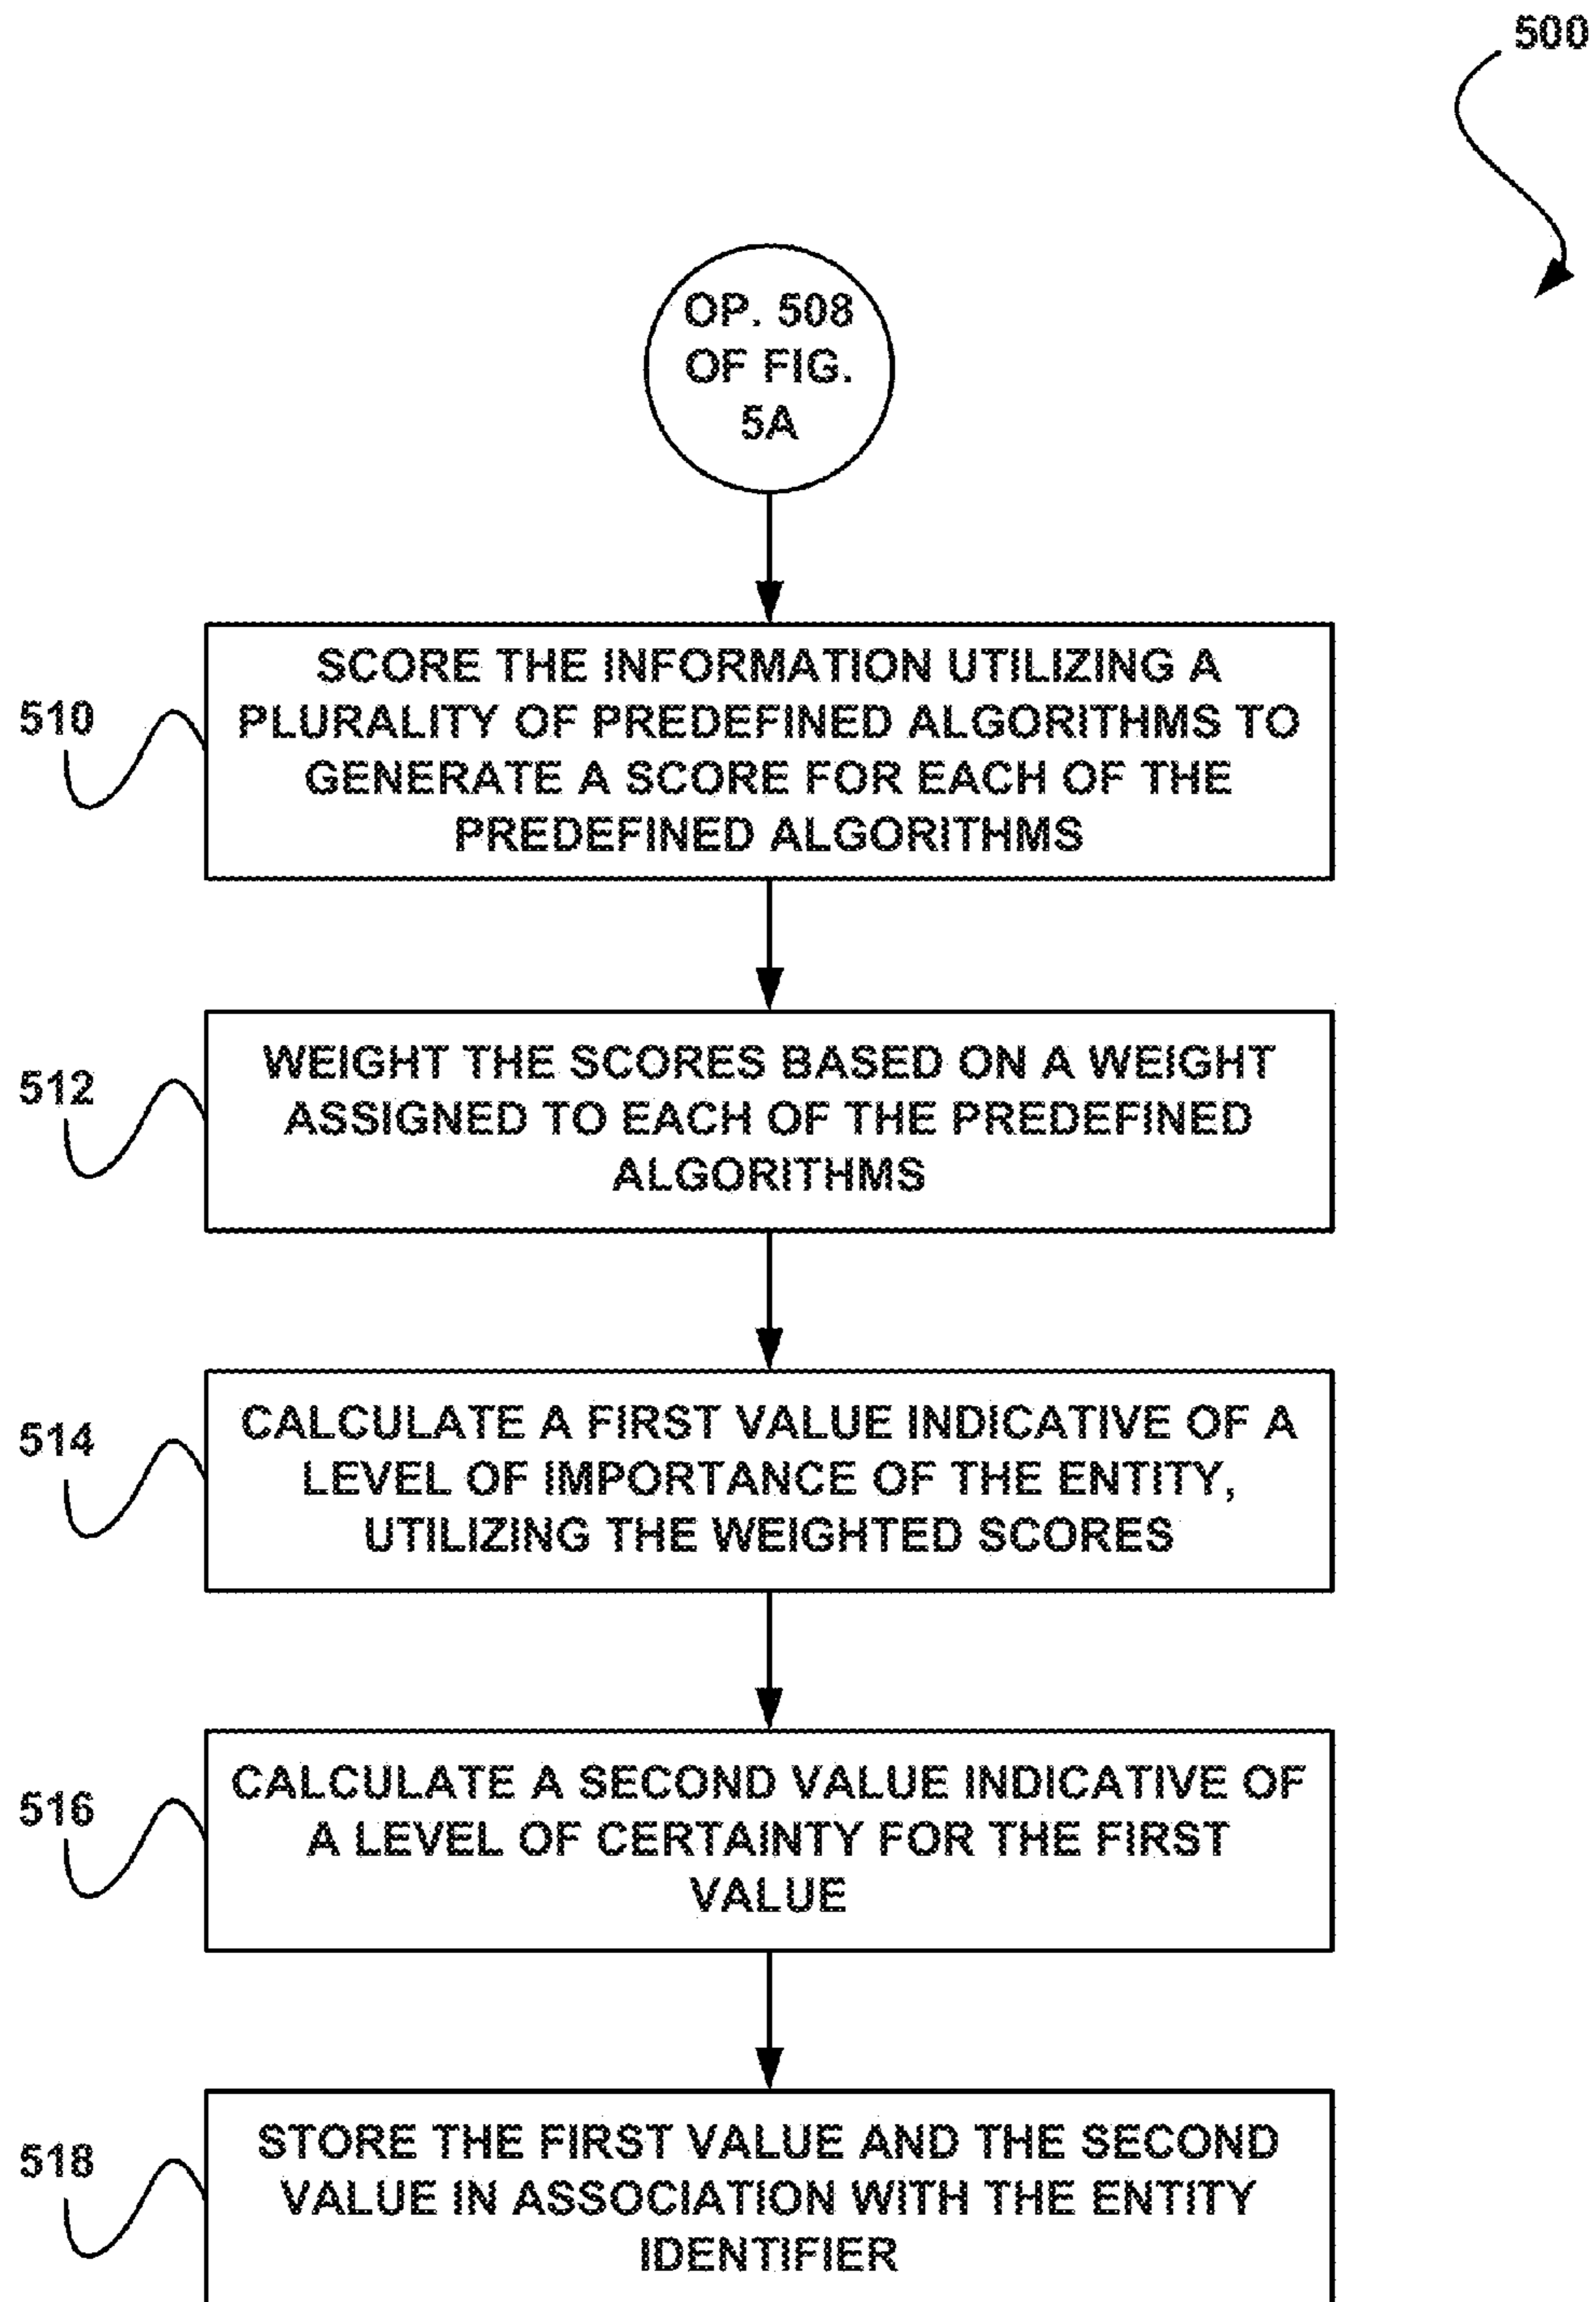 500
OP. 508
OF FIG.
5A
510
SCORE THE INFORMATION UTILIZING A
PLURALITY OF PREDEFINED ALGORITHMS TO
GENERATE A SCORE FOR EACH OF THE
PREDEFINED ALGORITHMS
512
WEIGHT THE SCORES BASED ON A WEIGHT
ASSIGNED TO EACH OF THE PREDEFINED
ALGORITHMS
514
CALCULATE A FIRST VALUE INDICATIVE OF A
LEVEL OF IMPORTANCE OF THE ENTITY,
UTILIZING THE WEIGHTED SCORES
516
CALCULATE A SECOND VALUE INDICATIVE OF
A LEVEL OF CERTAINTY FOR THE FIRST
VALUE
518
STORE THE FIRST VALUE AND THE SECOND
VALUE IN ASSOCIATION WITH THE ENTITY
IDENTIFIER